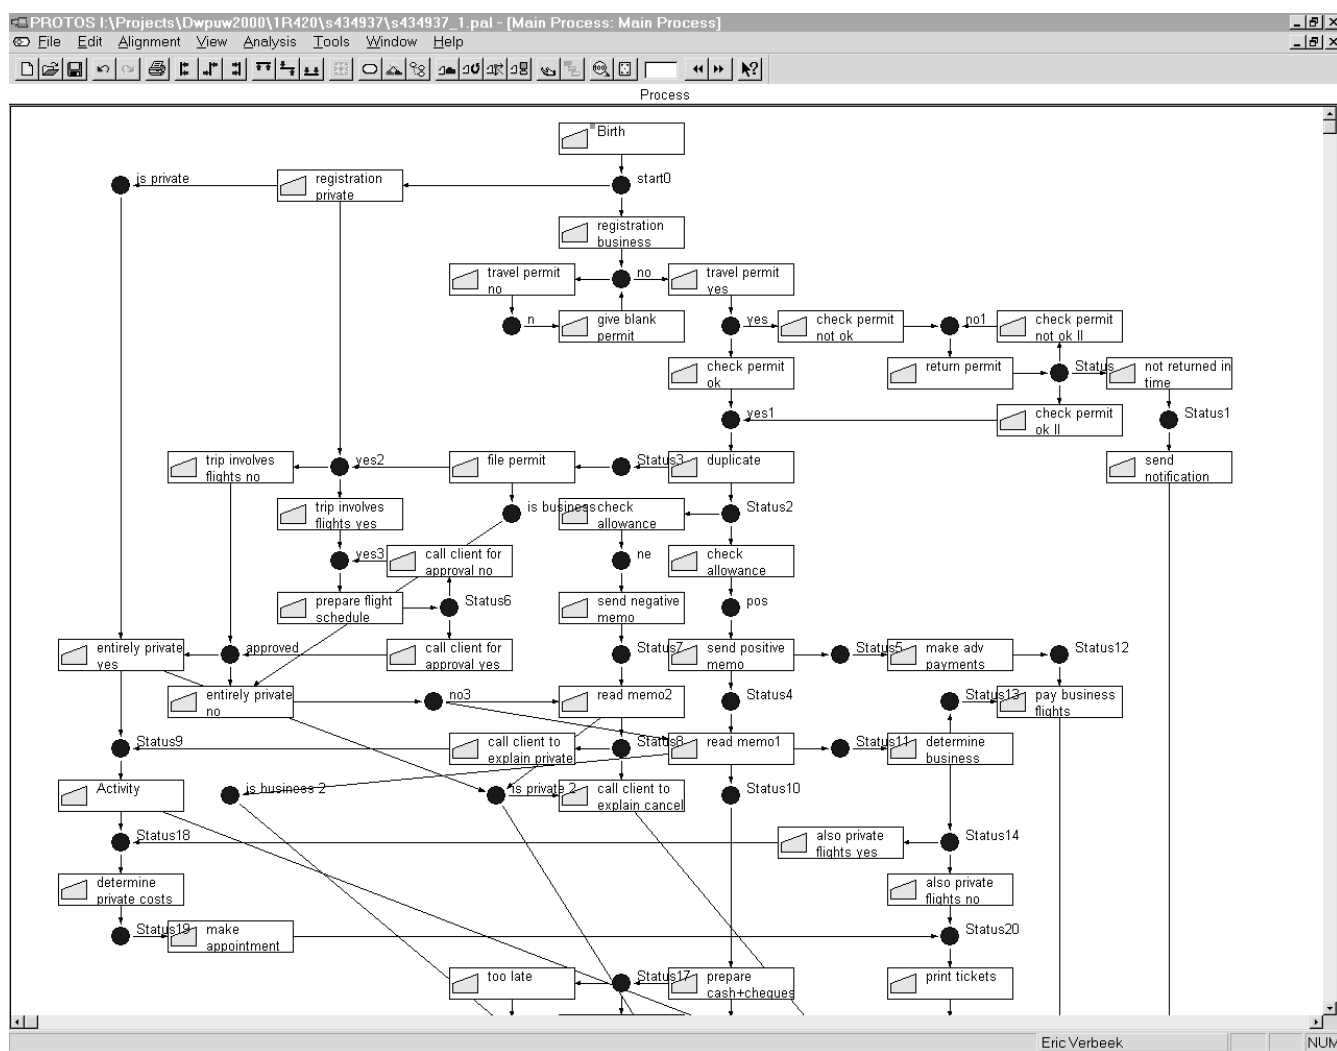 PROTOS I:\Projects\Dwpuw2000\1R420\s434937\s434937_1.pal - [Main Process: Main Process]
File Edit Alignment View Analysis Tools Window Help
Process
Birth
is private
registration
private
start0
registration
business
travel permit
no
no
travel permit
yes
n
give blank
permit
yes
check permit
not ok
no1
check permit
not ok II
check permit
ok
return permit
Status
not returned in
time
yes1
check permit
ok II
Status1
trip involves
flights no
yes2
file permit
Status3
duplicate
send
notification
trip involves
flights yes
is business
check
allowance
Status2
yes3
call client for
approval no
ne
check
allowance
prepare flight
schedule
Status6
send negative
memo
pos
entirely private
yes
approved
call client for
approval yes
Status7
send positive
memo
Status5
make adv
payments
Status12
entirely private
no
no3
read memo2
Status4
Status13
pay business
flights
Status9
call client to
explain private
Status8
read memo1
Status11
determine
business
Activity
is business 2
is private 2
call client to
explain cancel
Status10
Status18
also private
flights yes
Status14
determine
private costs
also private
flights no
Status19
make
appointment
Status20
too late
Status17
prepare
cash+cheques
print tickets
Eric Verbeek
NUM